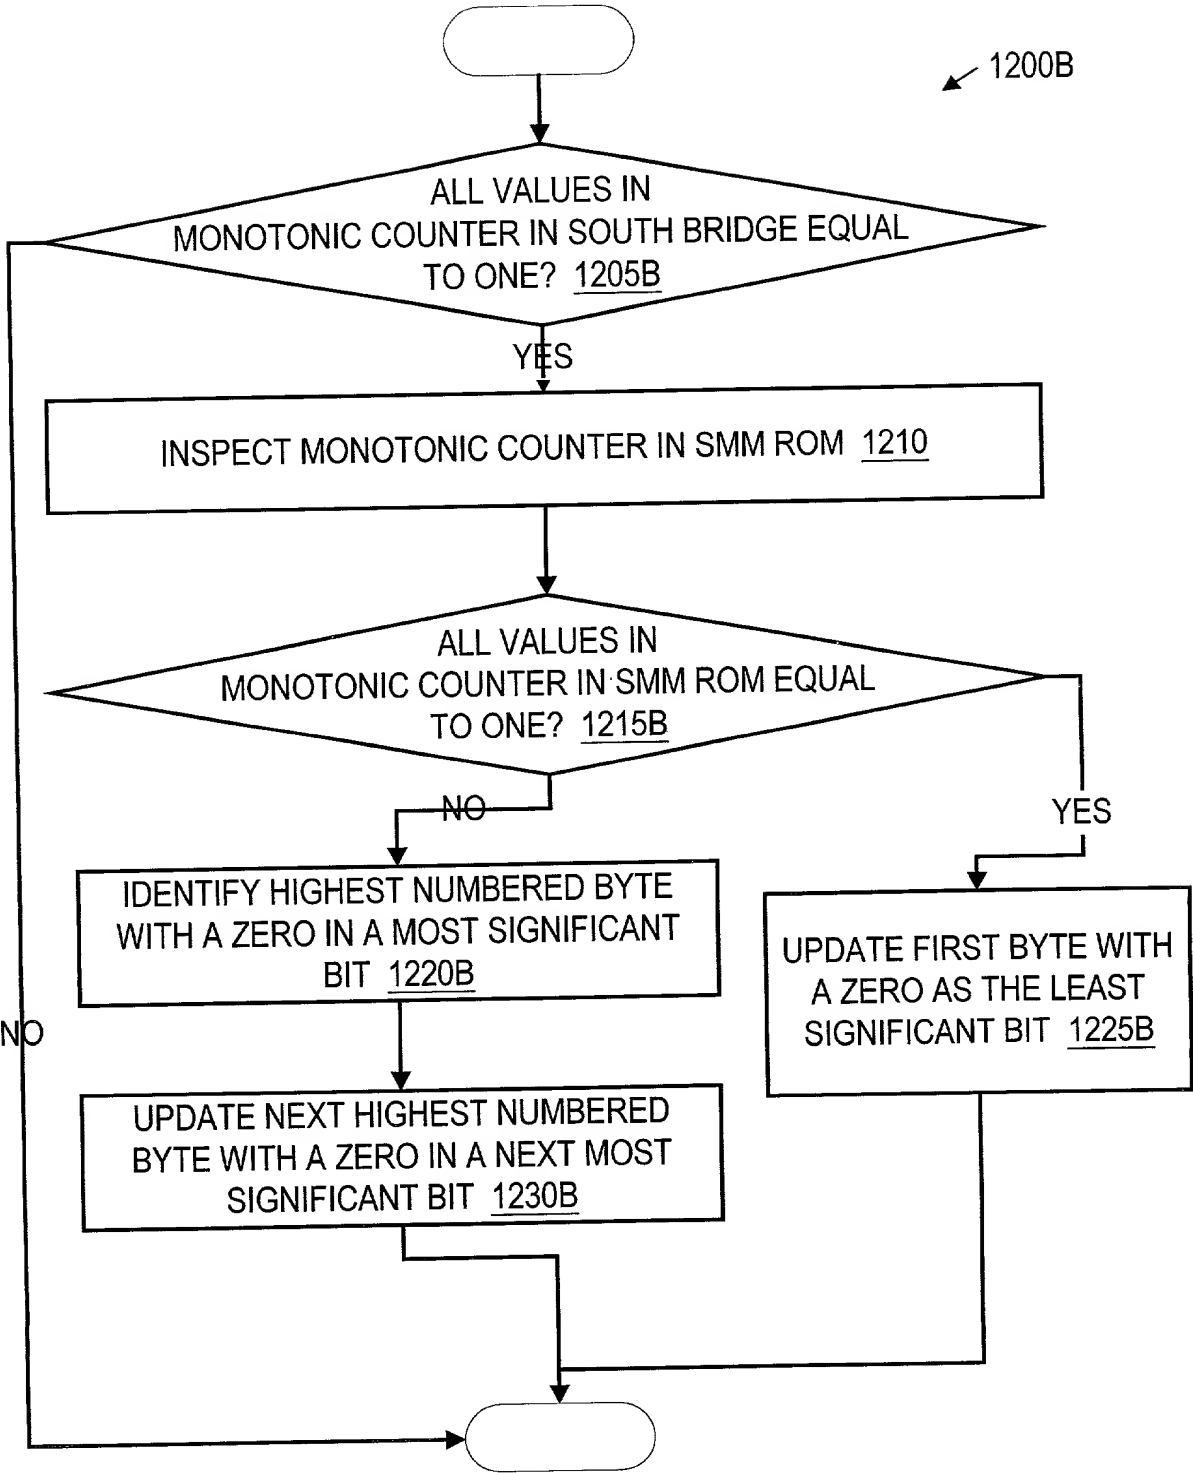 1200B
ALL VALUES IN
MONOTONIC COUNTER IN SOUTH BRIDGE EQUAL
TO ONE? 1205B
YES
INSPECT MONOTONIC COUNTER IN SMM ROM 1210
ALL VALUES IN
MONOTONIC COUNTER IN SMM ROM EQUAL
TO ONE? 1215B
NO
YES
IDENTIFY HIGHEST NUMBERED BYTE
WITH A ZERO IN A MOST SIGNIFICANT
BIT 1220B
UPDATE FIRST BYTE WITH
A ZERO AS THE LEAST
SIGNIFICANT BIT 1225B
NO
UPDATE NEXT HIGHEST NUMBERED
BYTE WITH A ZERO IN A NEXT MOST
SIGNIFICANT BIT 1230B